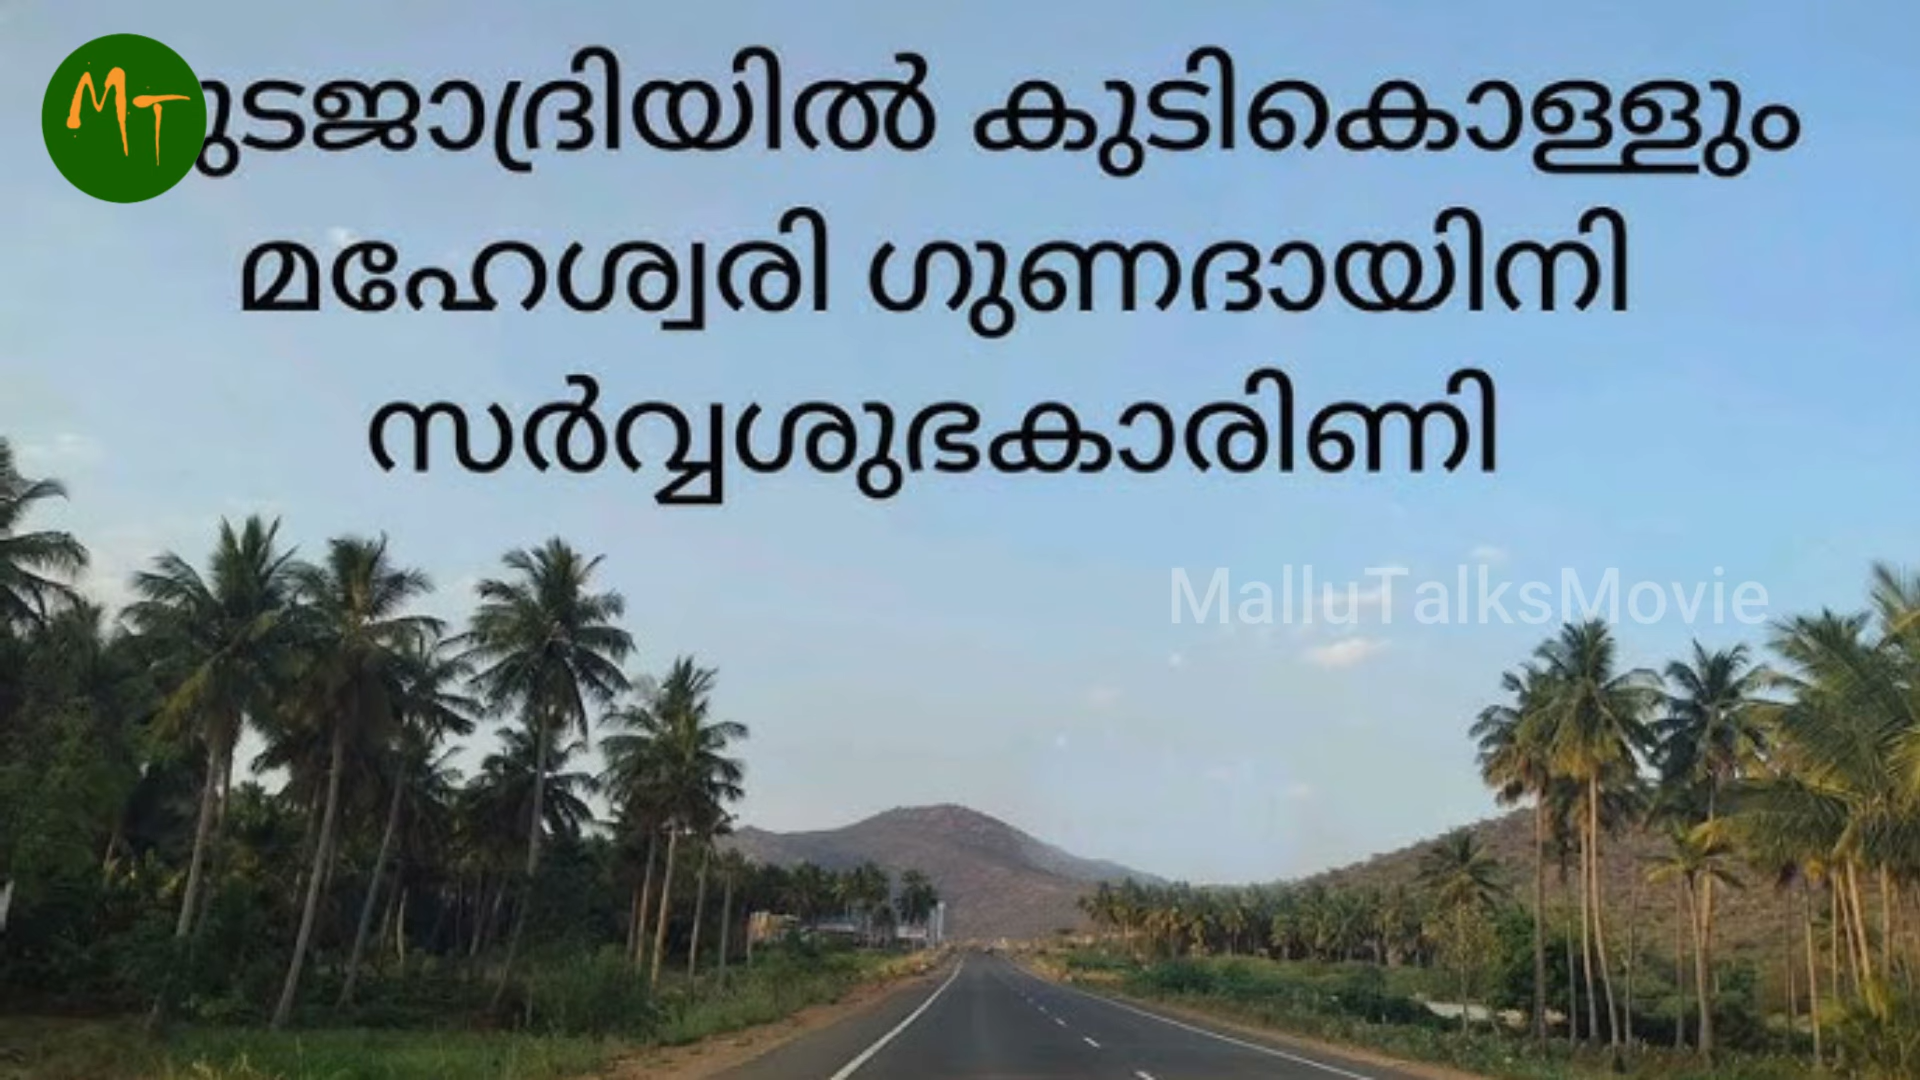 MT
കുടികൊള്ളും
മഹേശ്വരി ഗുണദായിനി
സർവ്വശുഭകാരിണി
MalluTalksMovie